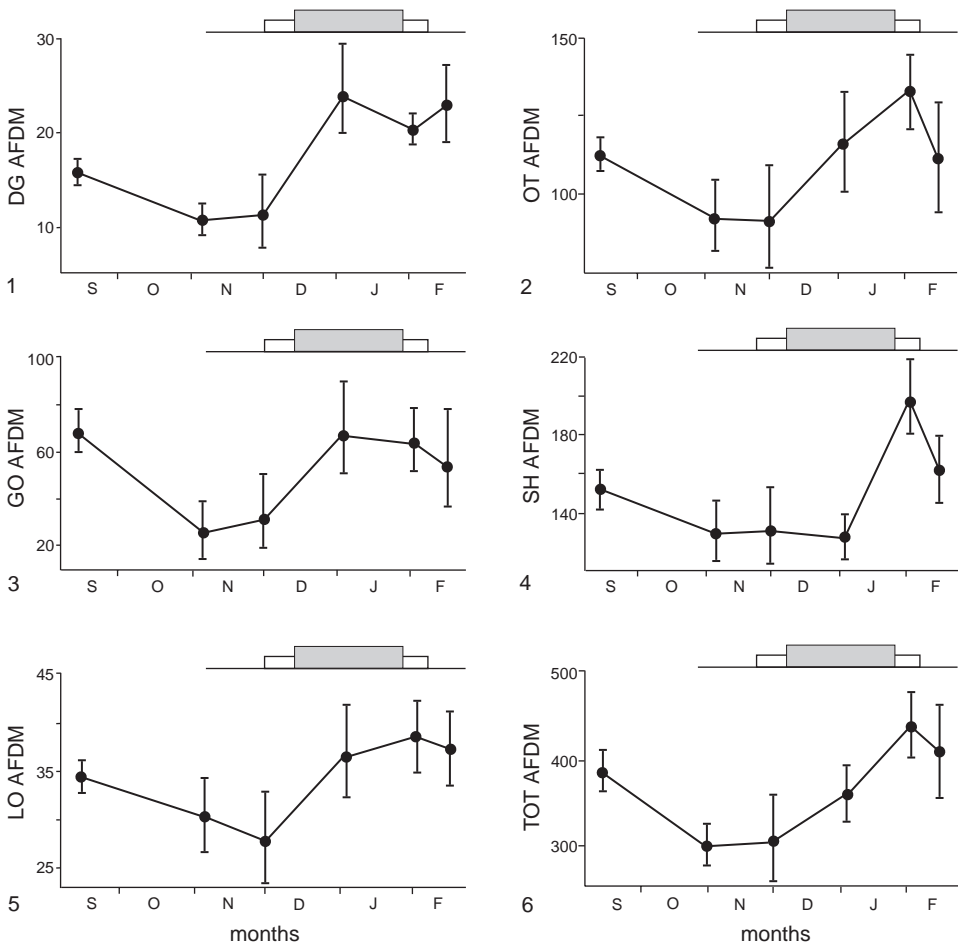 30
20
10
DG AFDM
S O N D J F
1
150
100
OT AFDM
S O N D J F
2
100
60
20
GO AFDM
S O N D J F
3
220
180
140
SH AFDM
S O N D J F
4
45
35
25
LO AFDM
S O N D J F
5
months
500
400
300
TOT AFDM
S O N D J F
6
months